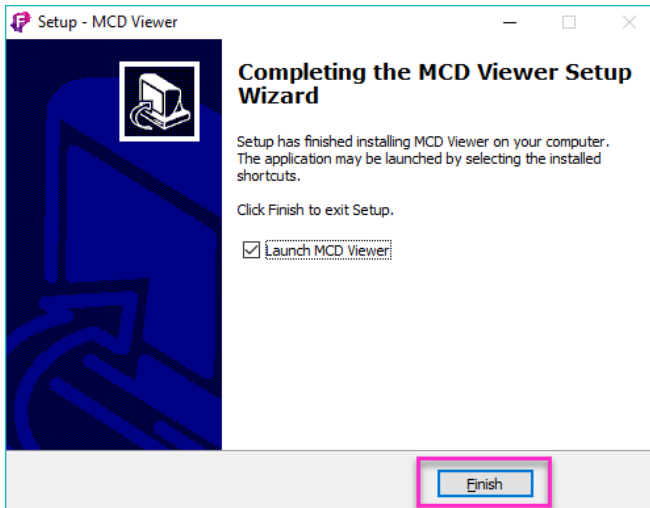 Setup - MCD Viewer
Completing the MCD Viewer Setup
Wizard
Setup has finished installing MCD Viewer on your computer.
The application may be launched by selecting the installed
shortcuts.
Click Finish to exit Setup.
Launch MCD Viewer
Finish